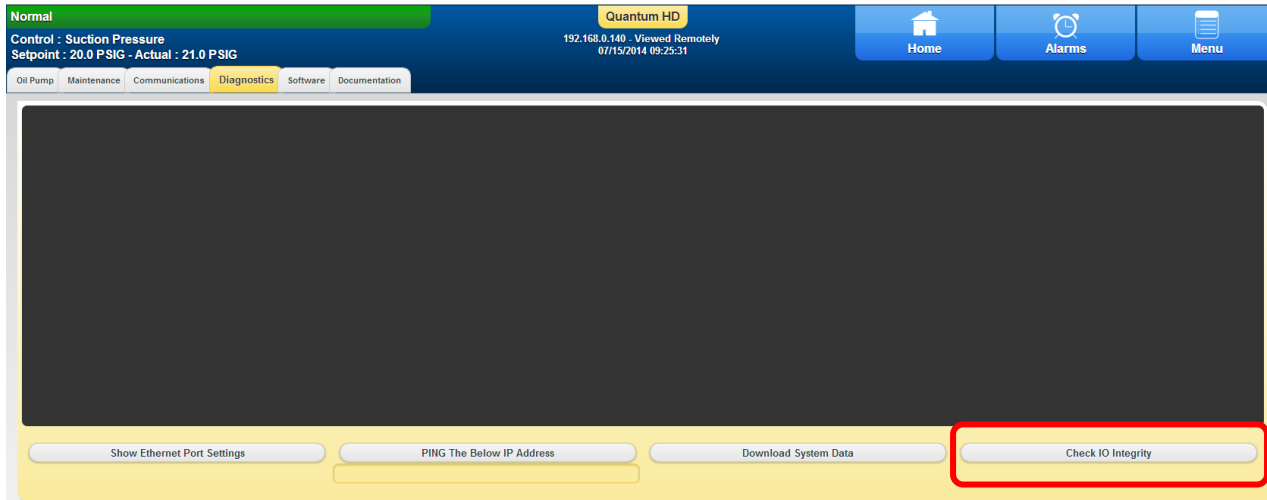 Normal
Quantum HD
Control : Suction Pressure
Setpoint : 20.0 PSIG - Actual : 21.0 PSIG
192.168.0.140 - Viewed Remotely
07/15/2014 09:25:31
Home
Alarms
Menu
Oil Pump
Maintenance
Communications
Diagnostics
Software
Documentation
Show Ethernet Port Settings
PING The Below IP Address
Download System Data
Check IO Integrity